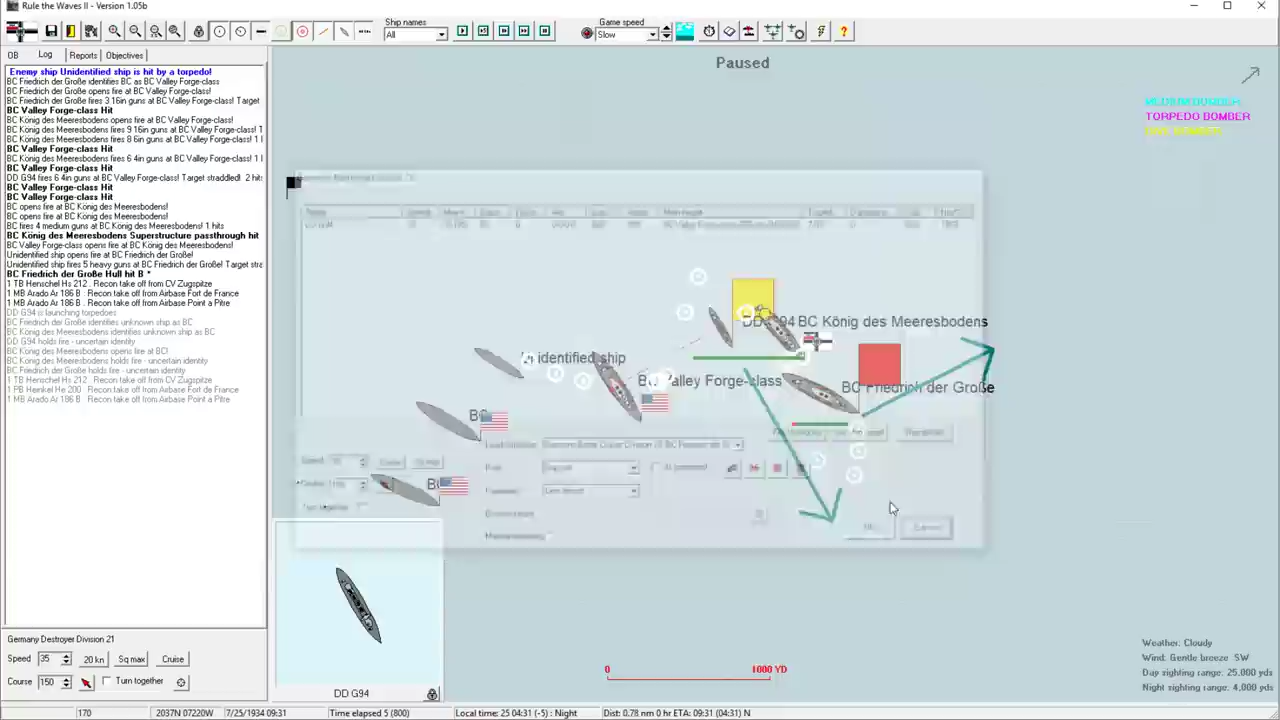 Rule the Waves II - Version 1.05b
Ship names
All
Game speed
Slow
OB Log Reports Objectives
Enemy ship Unidentified ship is hit by a torpedo!
BC Friedrich der Große identifies BC as BC Valley Forge-class
BC Friedrich der Große opens fire at BC Valley Forge-class!
BC Friedrich der Große fires 3 16in guns at BC Valley Forge-class! Target
BC Valley Forge-class Hit
BC König des Meeresbodens opens fire at BC Valley Forge-class!
BC König des Meeresbodens fires 9 16in guns at BC Valley Forge-class! 1
BC König des Meeresbodens fires 8 6in guns at BC Valley Forge-class! 1 l
BC Valley Forge-class Hit
BC König des Meeresbodens fires 6 4in guns at BC Valley Forge-class! 1 l
BC Valley Forge-class Hit
DD G94 fires 6 4in guns at BC Valley Forge-class! Target straddled! 2 hits
BC Valley Forge-class Hit
BC Valley Forge-class Hit
BC opens fire at BC König des Meeresbodens!
BC opens fire at BC König des Meeresbodens!
BC fires 4 medium guns at BC König des Meeresbodens! 1 hits
BC König des Meeresbodens Superstructure passthrough hit
BC Valley Forge-class opens fire at BC König des Meeresbodens!
Unidentified ship opens fire at BC Friedrich der Große!
Unidentified ship fires 5 heavy guns at BC Friedrich der Große! Target stra
BC Friedrich der Große Hull hit B *
1 TB Henschel Hs 212 . Recon take off from CV Zugspitze
1 MB Arado Ar 186 B . Recon take off from Airbase Fort de France
1 MB Arado Ar 186 B . Recon take off from Airbase Point a Pitre
DD G94 is launching torpedoes
BC Friedrich der Große identifies unknown ship as BC
BC König des Meeresbodens identifies unknown ship as BC
DD G94 holds fire - uncertain identity
BC König des Meeresbodens opens fire at BC!
BC König des Meeresbodens holds fire - uncertain identity
BC Friedrich der Große holds fire - uncertain identity
1 TB Henschel Hs 212 . Recon take off from CV Zugspitze
1 PB Heinkel He 200 . Recon take off from Airbase Fort de France
1 MB Arado Ar 186 B . Recon take off from Airbase Point a Pitre
Paused
MEDIUM BOMBER
TORPEDO BOMBER
DIVE BOMBER
DD G94 BC König des Meeresbodens
identified ship
BC Valley Forge-class
BC Friedrich der Große
BC
BC
0 1000 YD
Weather: Cloudy
Wind: Gentle breeze SW
Day sighting range: 25,000 yds
Night sighting range: 4,000 yds
DD G94
Germany Destroyer Division 21
Speed 35 20 kn Sq max Cruise
Course 150 Turn together
170 2037N 07220W 7/25/1934 09:31 Time elapsed 5 (800) Local time: 25 04:31 (-5) : Night Dist: 0.78 nm 0 hr ETA: 09:31 (04:31) N